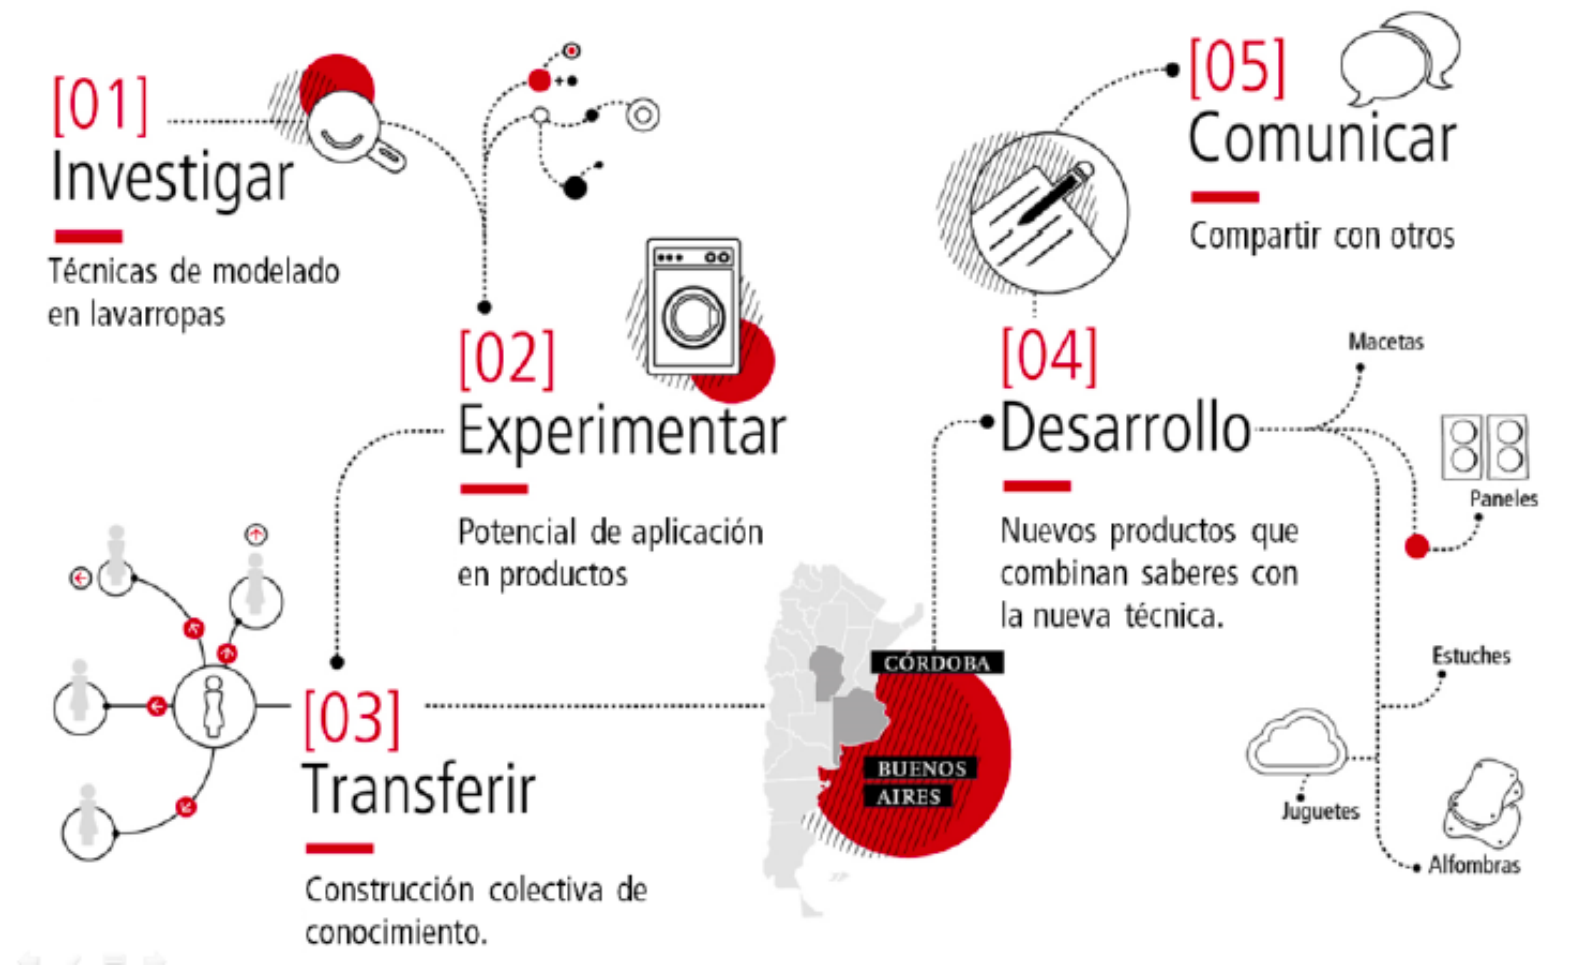 [01]
Investigar
Técnicas de modelado
en lavarropas
[02]
Experimentar
Potencial de aplicación
en productos
[03]
Transferir
Construcción colectiva de
conocimiento.
CÓRDOBA
BUENOS
AIRES
[04]
Desarrollo
Nuevos productos que
combinan saberes con
la nueva técnica.
Macetas
Paneles
Estuches
Juguetes
Alfombras
[05]
Comunicar
Compartir con otros